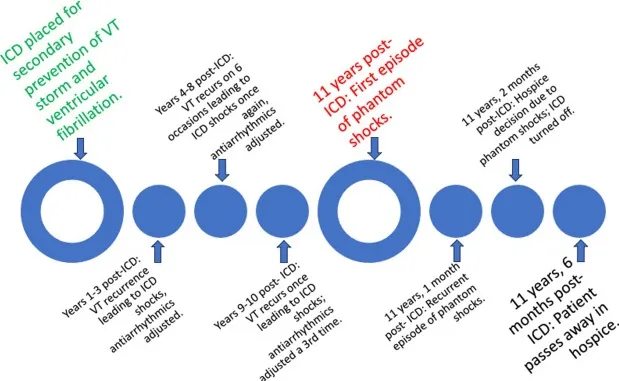 ICD placed for
secondary
prevention of VT
storm and
ventricular
fibrillation.
Years 1-3 post-ICD:
VT recurrence
leading to ICD
shocks,
antiarrhythmics
adjusted.
Years 4-8 post-ICD:
VT recurs on 6
occasions leading to
ICD shocks once
again,
antiarrhythmics
adjusted.
Years 9-10 post- ICD:
VT recurs once
leading to ICD
shocks;
antiarrhythmics
adjusted a 3rd time.
11 years post-
ICD: First episode
of phantom
shocks.
11 years, 1 month
post- ICD: Recurrent
episode of phantom
shocks.
11 years, 2 months
post-ICD: Hospice
decision due to
phantom shocks; ICD
turned off.
11 years, 6
months post-
ICD: Patient
passes away in
hospice.